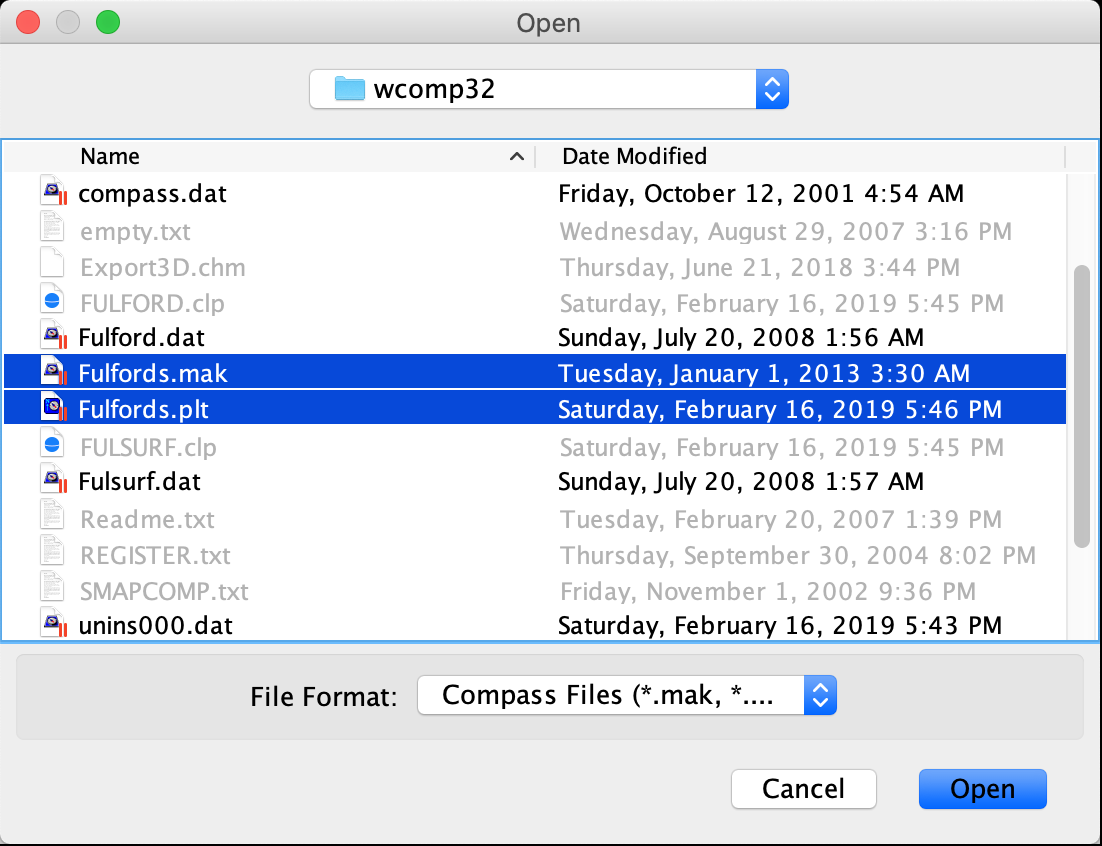 Open
wcomp32
Name Date Modified
compass.dat Friday, October 12, 2001 4:54 AM
empty.txt Wednesday, August 29, 2007 3:16 PM
Export3D.chm Thursday, June 21, 2018 3:44 PM
FULFORD.clp Saturday, February 16, 2019 5:45 PM
Fulford.dat Sunday, July 20, 2008 1:56 AM
Fulfords.mak Tuesday, January 1, 2013 3:30 AM
Fulfords.plt Saturday, February 16, 2019 5:46 PM
FULSURF.clp Saturday, February 16, 2019 5:45 PM
Fulsurf.dat Sunday, July 20, 2008 1:57 AM
Readme.txt Tuesday, February 20, 2007 1:39 PM
REGISTER.txt Thursday, September 30, 2004 8:02 PM
SMAPCOMP.txt Friday, November 1, 2002 9:36 PM
unins000.dat Saturday, February 16, 2019 5:43 PM
File Format: Compass Files (*.mak, *....
Cancel Open